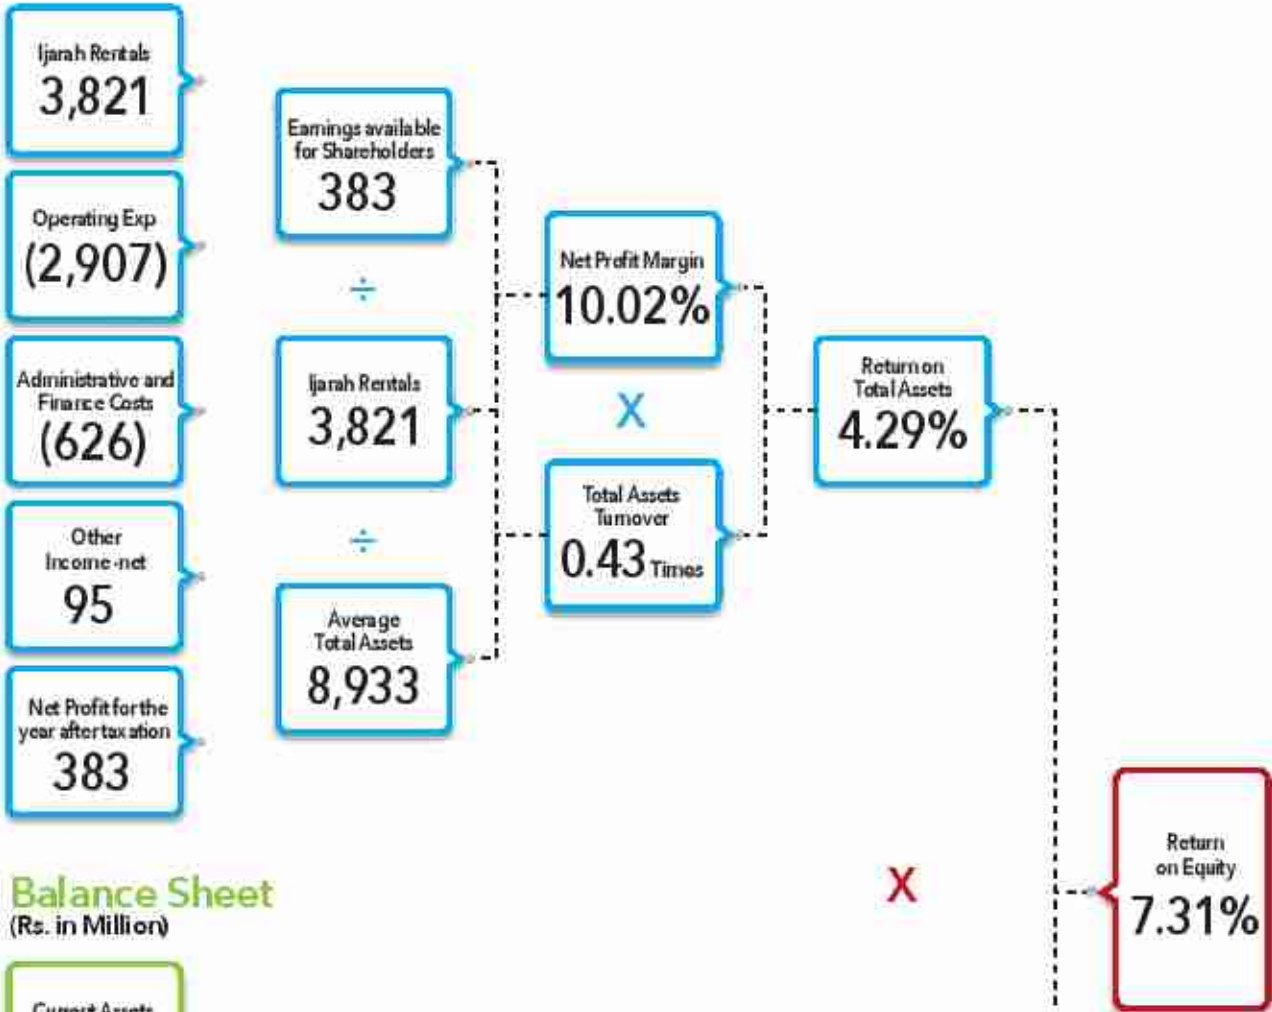 Ijarah Rentals
3,821
Operating Exp
(2,907)
Administrative and
Finance Costs
(626)
Other
Income-net
95
Net Profit for the
year after taxation
383
Earnings available
for Shareholders
383
÷
Ijarah Rentals
3,821
÷
Average
Total Assets
8,933
Net Profit Margin
10.02%
X
Total Assets
Turnover
0.43 Times
Return on
Total Assets
4.29%
X
Return
on Equity
7.31%
Balance Sheet
(Rs. in Million)
Current Assets